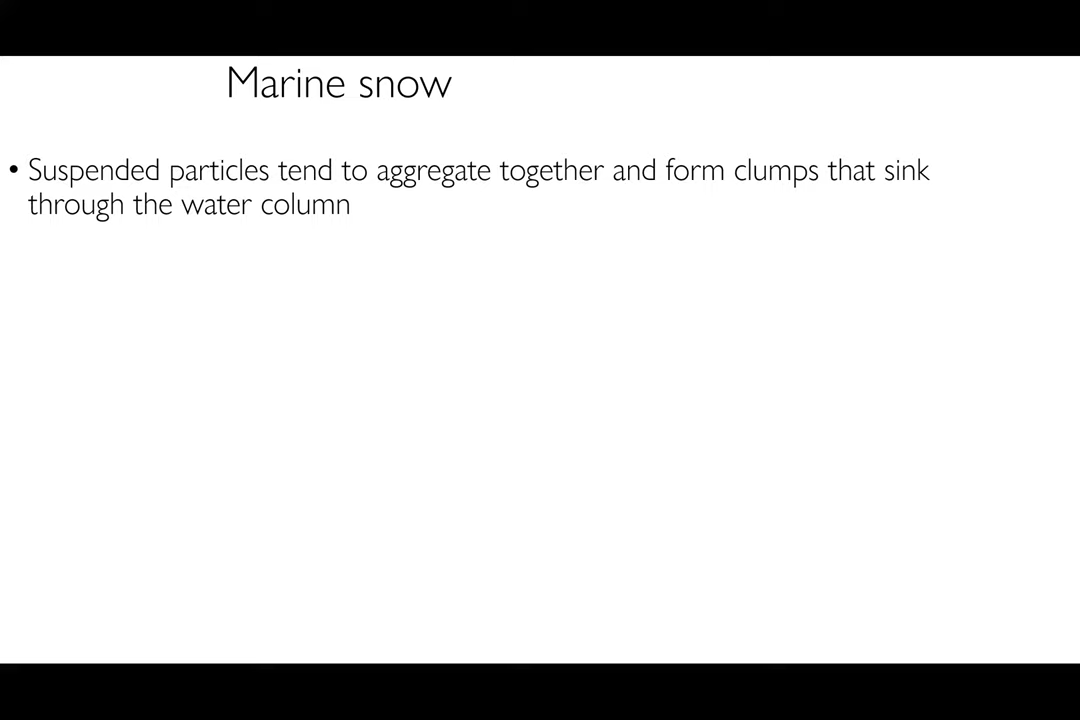 Marine snow
• Suspended particles tend to aggregate together and form clumps that sink
through the water column